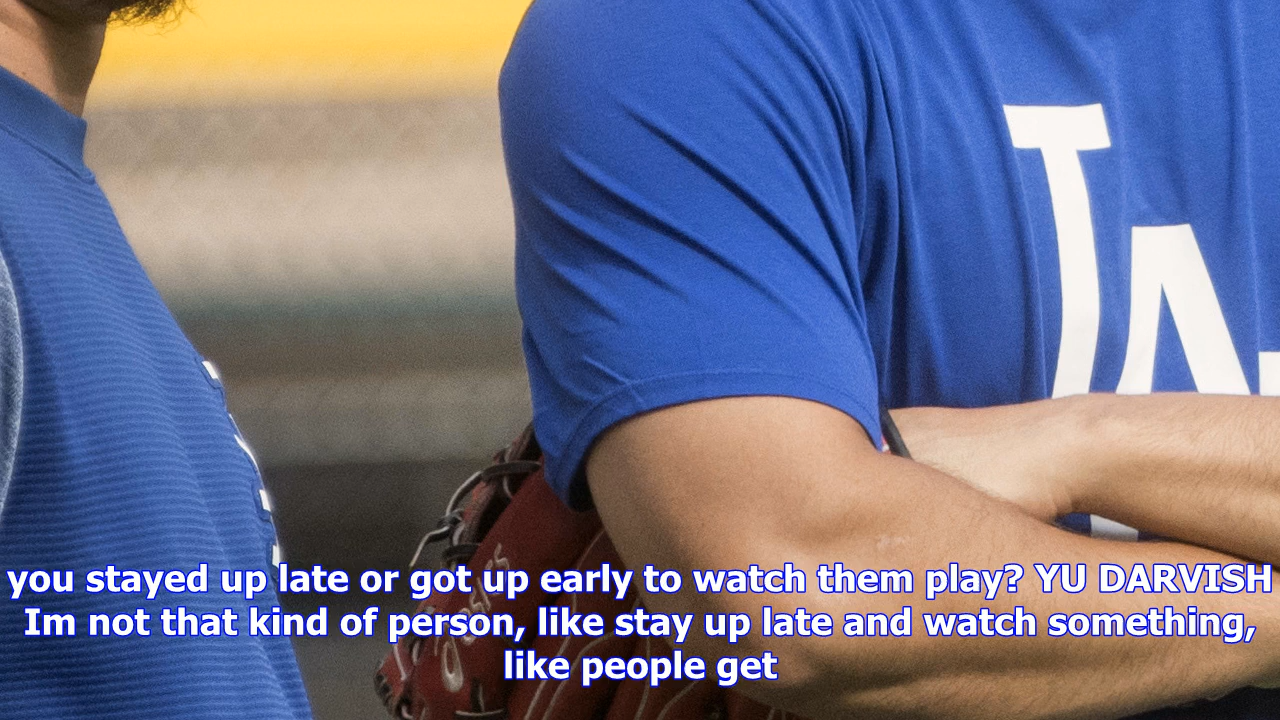 LA
you stayed up late or got up early to watch them play? YU DARVISH
Im not that kind of person, like stay up late and watch something,
like people get